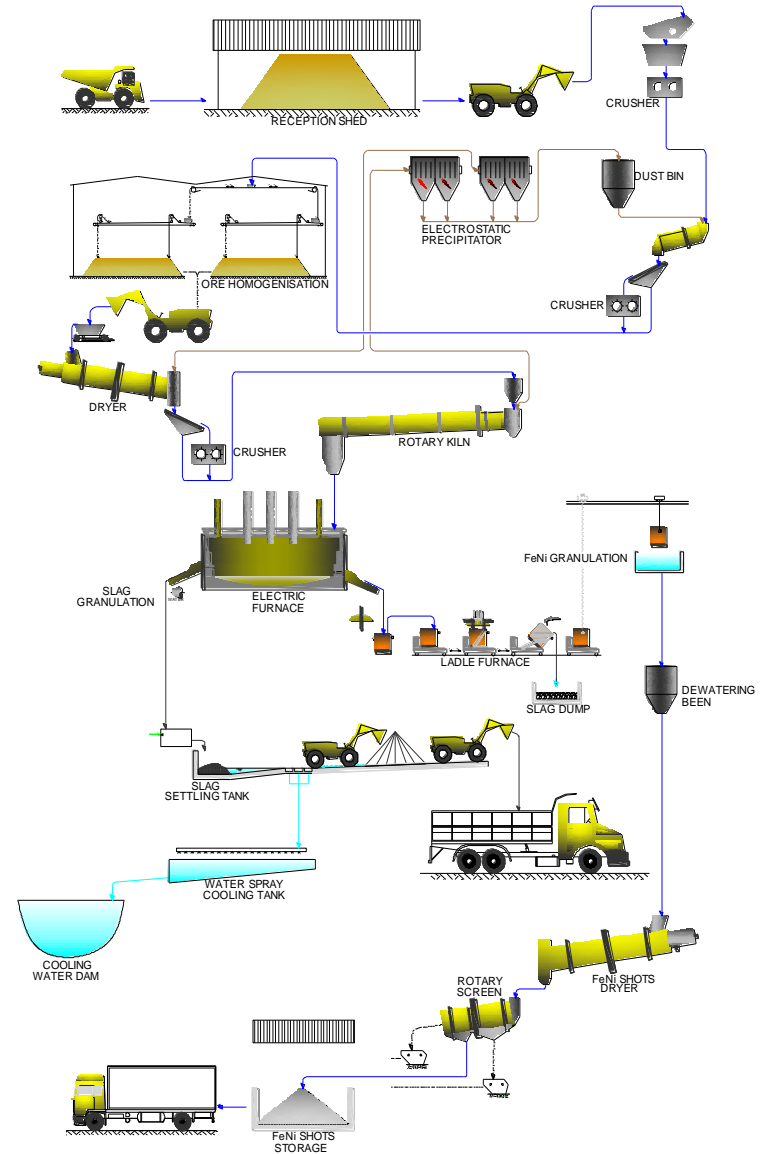 CRUSHER
RECEPTION SHED
DUST BIN
ELECTROSTATIC
PRECIPITATOR
ORE HOMOGENISATION
CRUSHER
DRYER
ROTARY KILN
CRUSHER
FeNi GRANULATION
SLAG
GRANULATION
ELECTRIC
FURNACE
LADLE FURNACE
DEWATERING
BEEN
SLAG DUMP
SLAG
SETTLING TANK
WATER SPRAY
COOLING TANK
COOLING
WATER DAM
FeNi SHOTS
DRYER
ROTARY
SCREEN
FeNi SHOTS
STORAGE